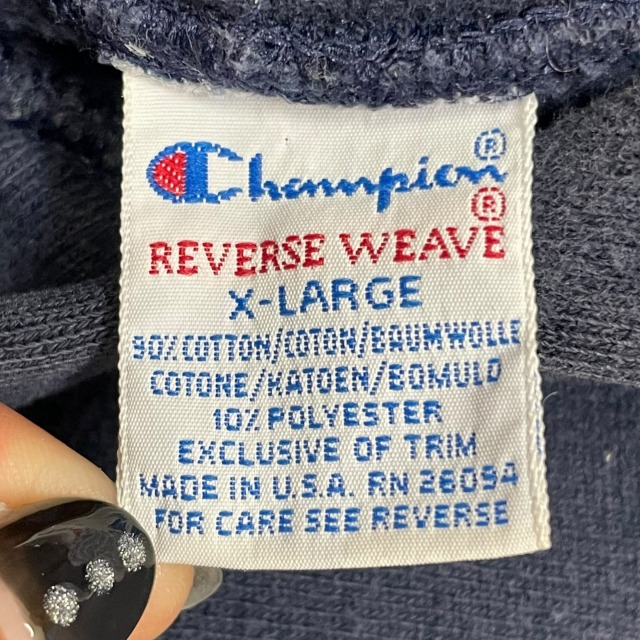 Champion®
REVERSE WEAVE®
X-LARGE
90% COTTON/COTON/BAUMWOLLE
COTONE/KATOEN/BOMULD
10% POLYESTER
EXCLUSIVE OF TRIM
MADE IN U.S.A. RN 26094
FOR CARE SEE REVERSE